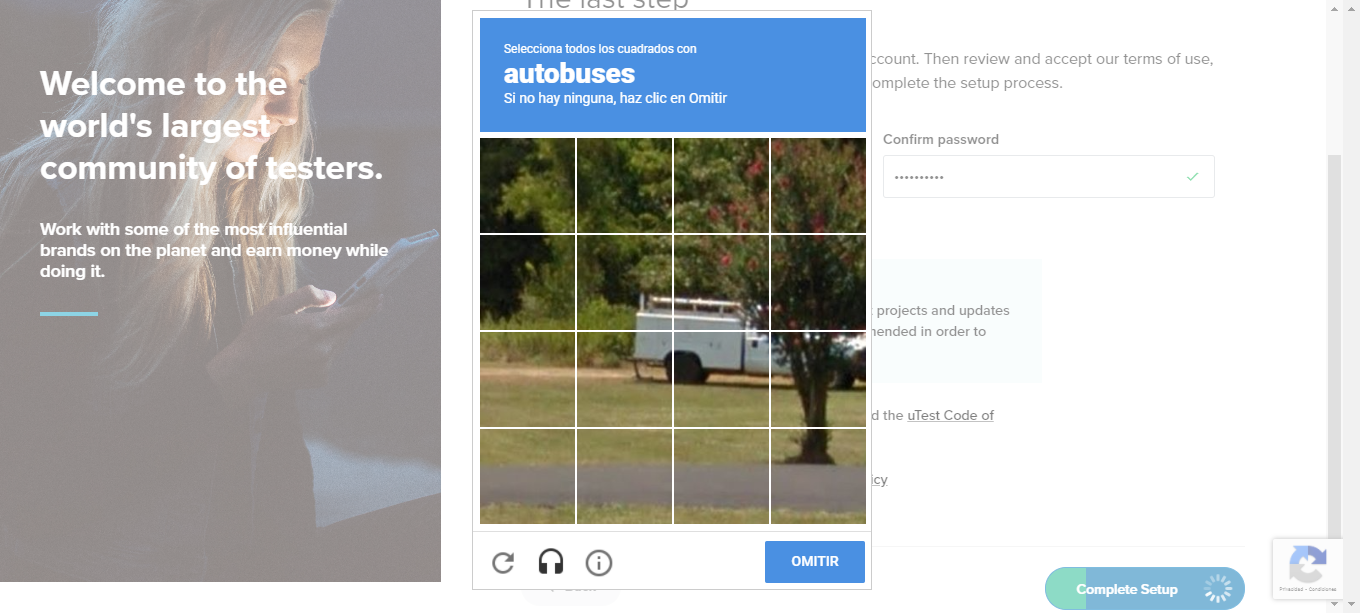 The last step
Welcome to the
world's largest
community of testers.
Work with some of the most influential
brands on the planet and earn money while
doing it.
Selecciona todos los cuadrados con
autobuses
Si no hay ninguna, haz clic en Omitir
ccount. Then review and accept our terms of use,
omplete the setup process.
Confirm password
projects and updates
nended in order to
d the uTest Code of
icy
OMITIR
Complete Setup
Privacidad - Condiciones